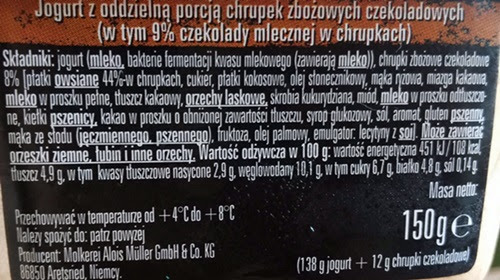 Jogurt z oddzielną porcją chrupek zbożowych czekoladowych
(w tym 9% czekolady mlecznej w chrupkach)
Składniki: jogurt (mleko, bakterie fermentacji kwasu mlekowego (zawierają mleko)), chrupki zbożowe czekoladowe
8% [płatki owsiane 44%-w chrupkach, cukier, płatki kokosowe, olej słonecznikowy, mąka ryżowa, miazga kakaowa,
mleko w proszku pełne, tłuszcz kakaowy, orzechy laskowe, skrobia kukurydziana, miód, mleko w proszku odtłuszczo-
ne, kiełki pszenicy, kakao w proszku o obniżonej zawartości tłuszczu, syrop glukozowy, sól, aromat, gluten pszenny,
mąka ze słodu (jęczmiennego, pszennego), fruktoza, olej palmowy, emulgator: lecytyny z soi]. Może zawierać
orzeszki ziemne, łubin i inne orzechy. Wartość odżywcza w 100 g: wartość energetyczna 451 kJ/108 kcal,
tłuszcz 4,9 g, w tym kwasy tłuszczowe nasycone 2,9 g, węglowodany 10,1 g, w tym cukry 6,7 g, białko 4,8 g, sól 0,14 g.
Masa netto:
Przechowywać w temperaturze od +4°C do +8°C
Należy spożyć do: patrz powyżej
150g e
Producent: Molkerei Alois Müller GmbH & Co. KG
(138 g jogurt + 12 g chrupki czekoladowe)
86850 Aretsried, Niemcy.